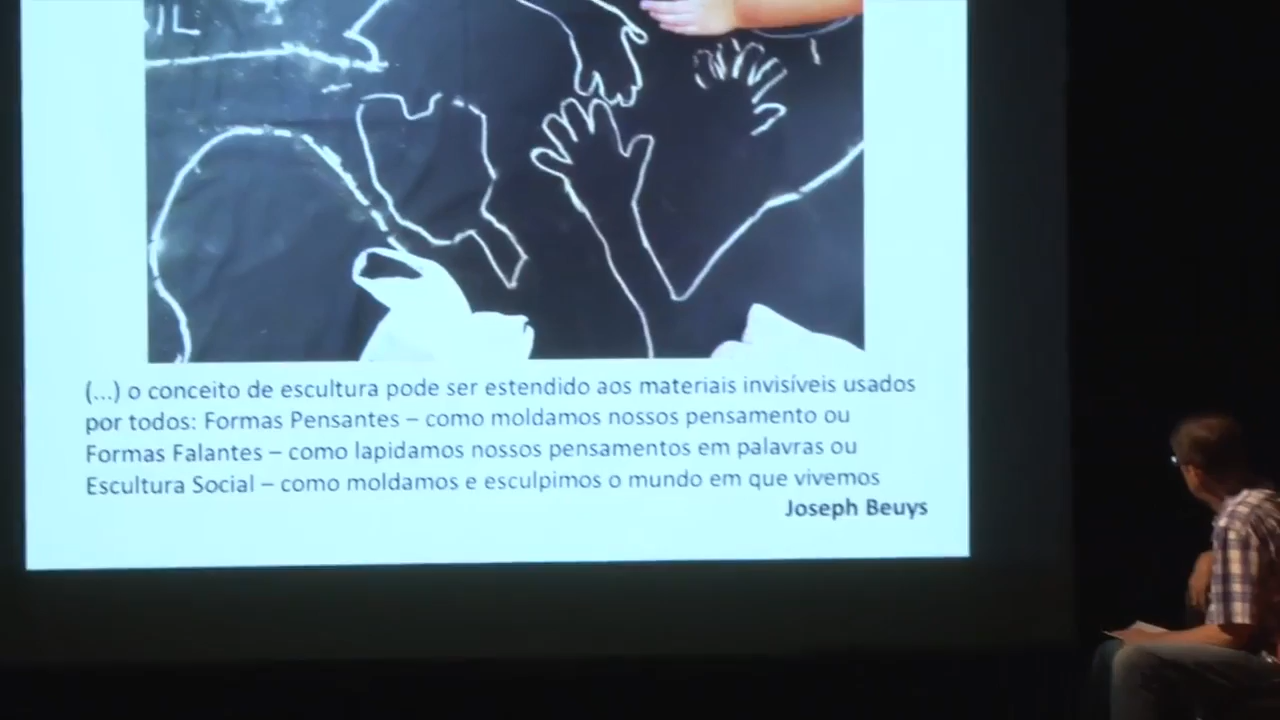 (...) o conceito de escultura pode ser estendido aos materiais invisíveis usados
por todos: Formas Pensantes – como moldamos nossos pensamento ou
Formas Falantes – como lapidamos nossos pensamentos em palavras ou
Escultura Social – como moldamos e esculpimos o mundo em que vivemos
Joseph Beuys